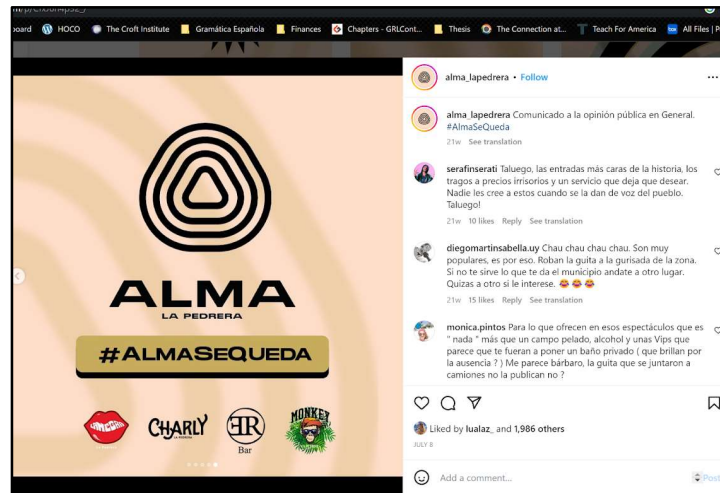 HOCO
The Croft Institute
Gramática Española
Finances
Chapters - GRLCont...
Thesis
The Connection at...
Teach For America
All Files | P
alma_lapedrera • Follow
alma_lapedrera Comunicado a la opinión pública en General.
#AlmaSeQueda
21w See translation
serafinserati Taluego, las entradas más caras de la historia, los
tragos a precios irrisorios y un servicio que deja que desear.
Nadie les cree a estos cuando se la dan de voz del pueblo.
Taluego!
21w 10 likes Reply See translation
diegomartinsabella.uy Chau chau chau chau. Son muy
populares, es por eso. Roban la guita a la gurisada de la zona.
Si no te sirve lo que te da el municipio andate a otro lugar.
Quizas a otro si le interese. 😂😂😂
21w 15 likes Reply See translation
monica.pintos Para lo que ofrecen en esos espectáculos que es
" nada " más que un campo pelado, alcohol y unas Vips que
parece que te fueran a poner un baño privado ( que brillan por
la ausencia ? ) Me parece bárbaro, la guita que se juntaron a
camiones no la publican no ?
Liked by lualaz_ and 1,986 others
JULY 8
Add a comment...
Post
ALMA
LA PEDRERA
#ALMASEQUEDA
CHARLY
LA PEDRERA
Bar
MONKEY